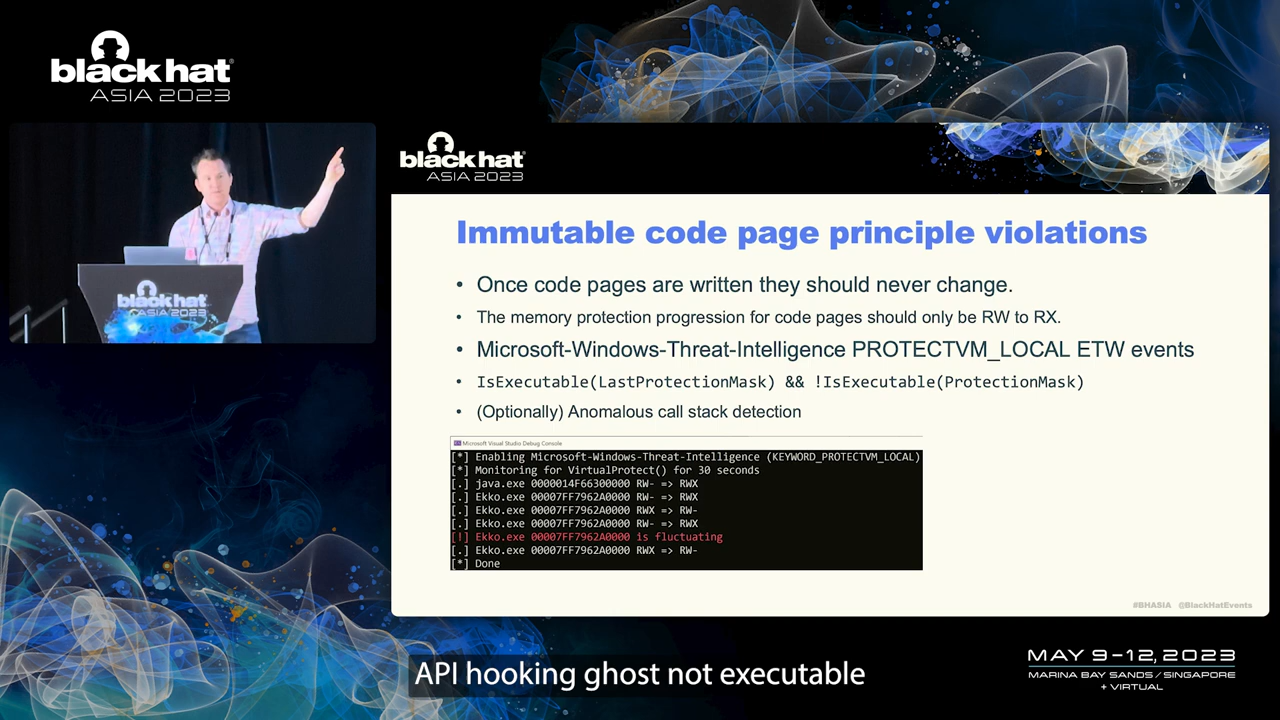 black hat®
ASIA 2023
black hat
ASIA 2023
black hat®
ASIA 2023
Immutable code page principle violations
• Once code pages are written they should never change.
• The memory protection progression for code pages should only be RW to RX.
• Microsoft-Windows-Threat-Intelligence PROTECTVM_LOCAL ETW events
• IsExecutable(LastProtectionMask) && !IsExecutable(ProtectionMask)
• (Optionally) Anomalous call stack detection
Microsoft Visual Studio Debug Console
[*] Enabling Microsoft-Windows-Threat-Intelligence (KEYWORD_PROTECTVM_LOCAL)
[*] Monitoring for VirtualProtect() for 30 seconds
[.] java.exe 0000014F66300000 RW- => RWX
[.] Ekko.exe 00007FF7962A0000 RW- => RWX
[.] Ekko.exe 00007FF7962A0000 RWX => RW-
[.] Ekko.exe 00007FF7962A0000 RW- => RWX
[!] Ekko.exe 00007FF7962A0000 is fluctuating
[.] Ekko.exe 00007FF7962A0000 RWX => RW-
[*] Done
#BHASIA @BlackHatEvents
API hooking ghost not executable
MAY 9-12, 2023
MARINA BAY SANDS / SINGAPORE
+ VIRTUAL